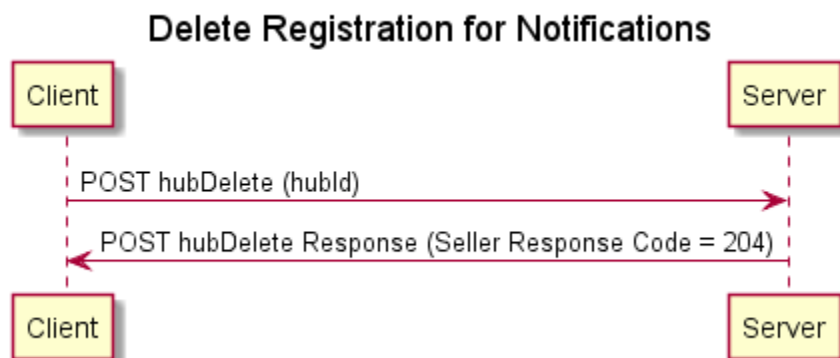 Delete Registration for Notifications
Client Server
POST hubDelete (hubId)
POST hubDelete Response (Seller Response Code = 204)
Client Server